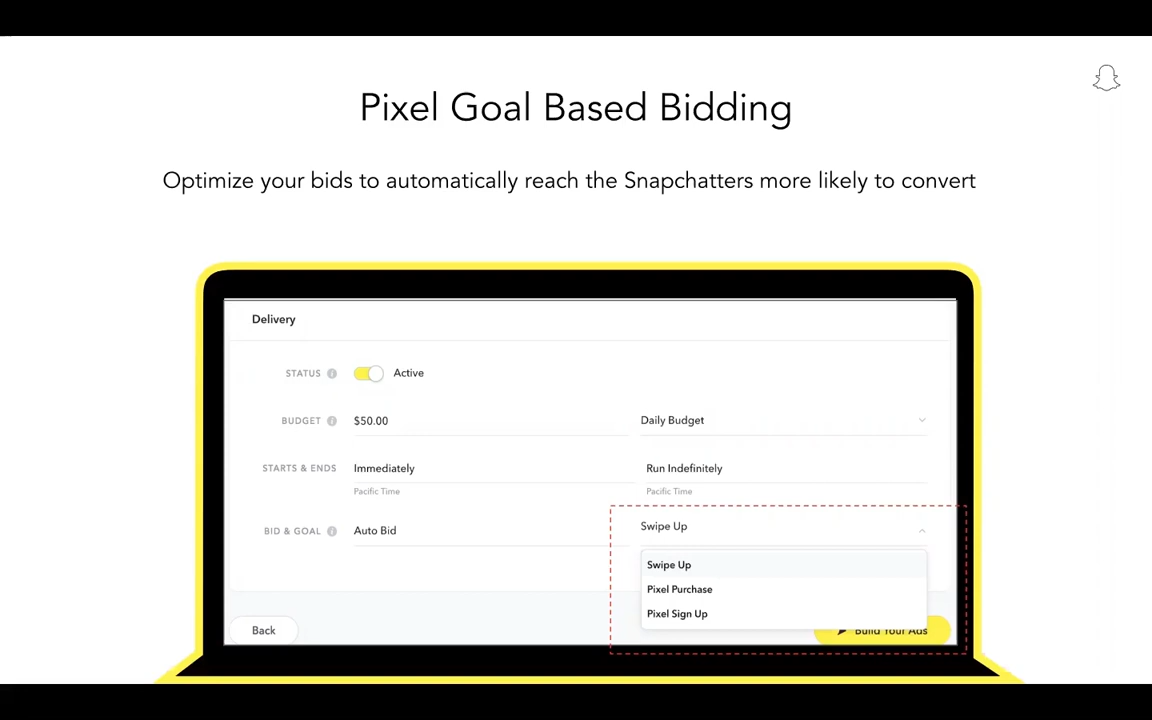 Pixel Goal Based Bidding
Optimize your bids to automatically reach the Snapchatters more likely to convert
Delivery
STATUS Active
BUDGET $50.00 Daily Budget
STARTS & ENDS Immediately Run Indefinitely
Pacific Time Pacific Time
BID & GOAL Auto Bid Swipe Up
Swipe Up
Pixel Purchase
Pixel Sign Up
Back Build Your Ads